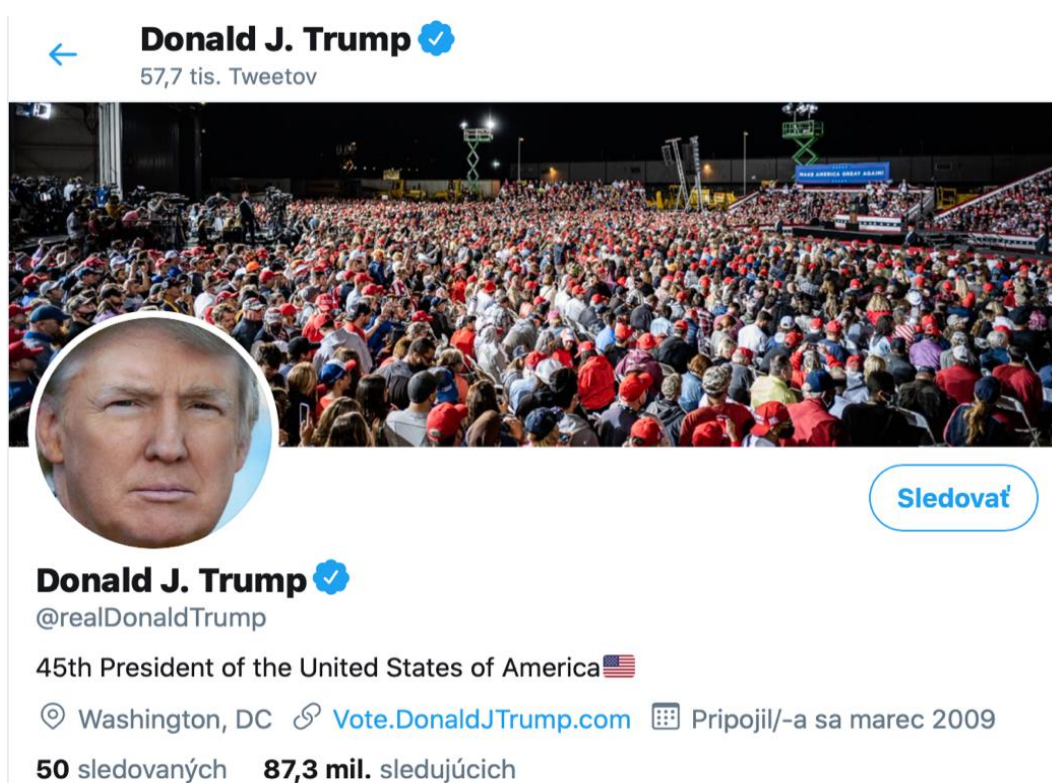 Donald J. Trump
57,7 tis. Tweetov
MAKE AMERICA GREAT AGAIN!
Sledovať
Donald J. Trump
@realDonaldTrump
45th President of the United States of America🇺🇸
Washington, DC Vote.DonaldJTrump.com Pripojil/-a sa marec 2009
50 sledovaných 87,3 mil. sledujúcich